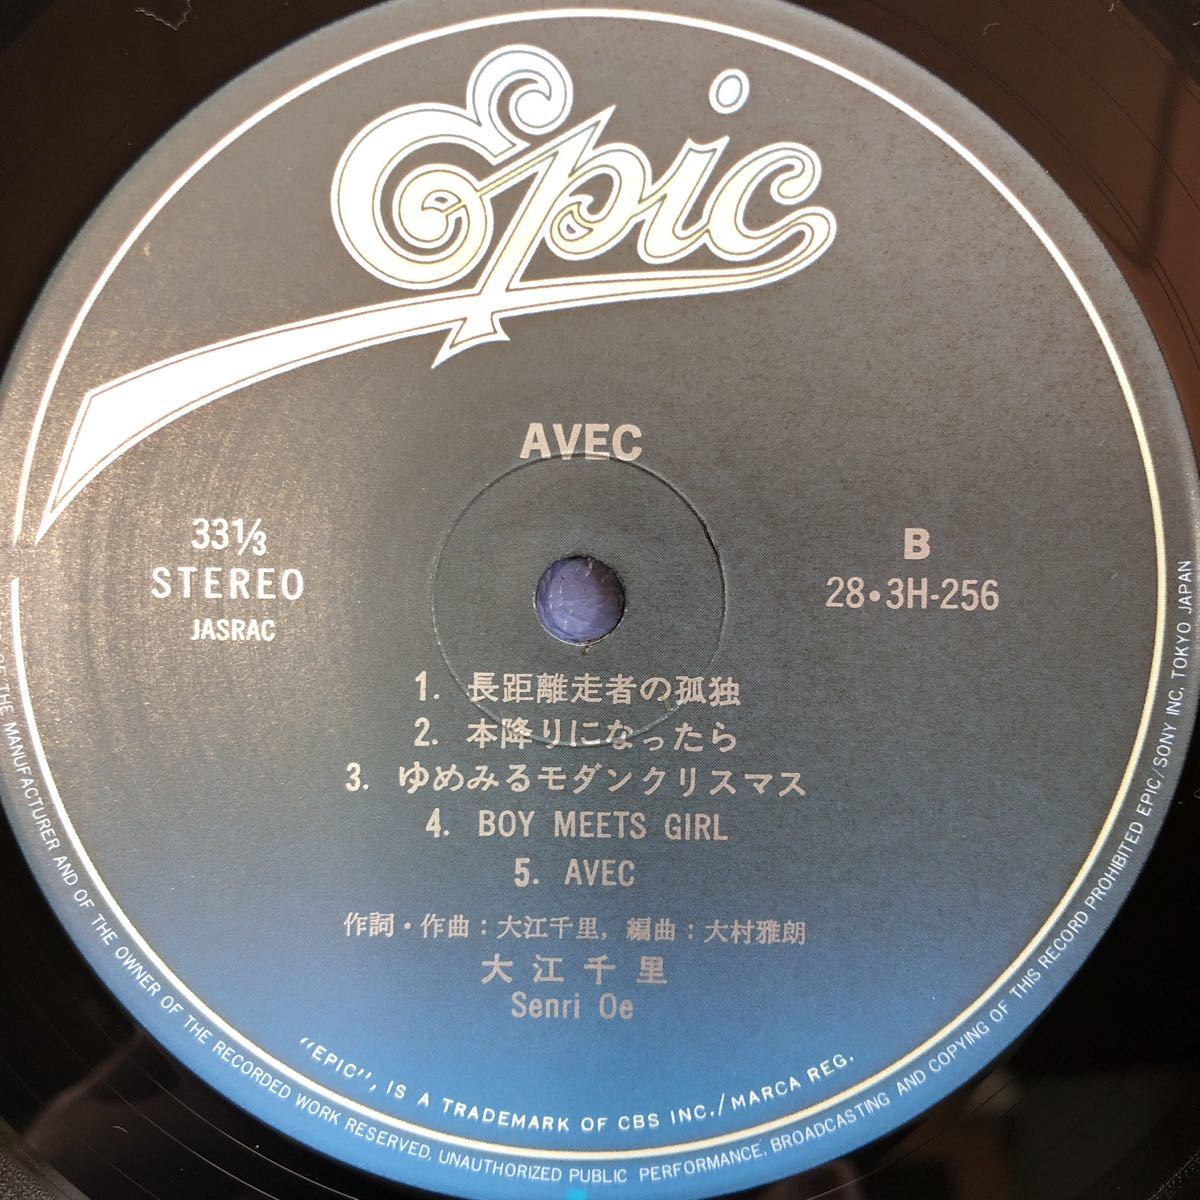 Epic
AVEC
33⅓
STEREO
JASRAC
B
28・3H-256
1. 長距離走者の孤独
2. 本降りになったら
3. ゆめみるモダンクリスマス
4. BOY MEETS GIRL
5. AVEC
作詞・作曲：大江千里, 編曲：大村雅朗
大江千里
Senri Oe
"EPIC", IS A TRADEMARK OF CBS INC./MARCA REG.
OF THE MANUFACTURER AND OF THE OWNER OF THE RECORDED WORK RESERVED, UNAUTHORIZED PUBLIC PERFORMANCE, BROADCASTING AND COPYING OF THIS RECORD PROHIBITED EPIC/SONY INC, TOKYO JAPAN